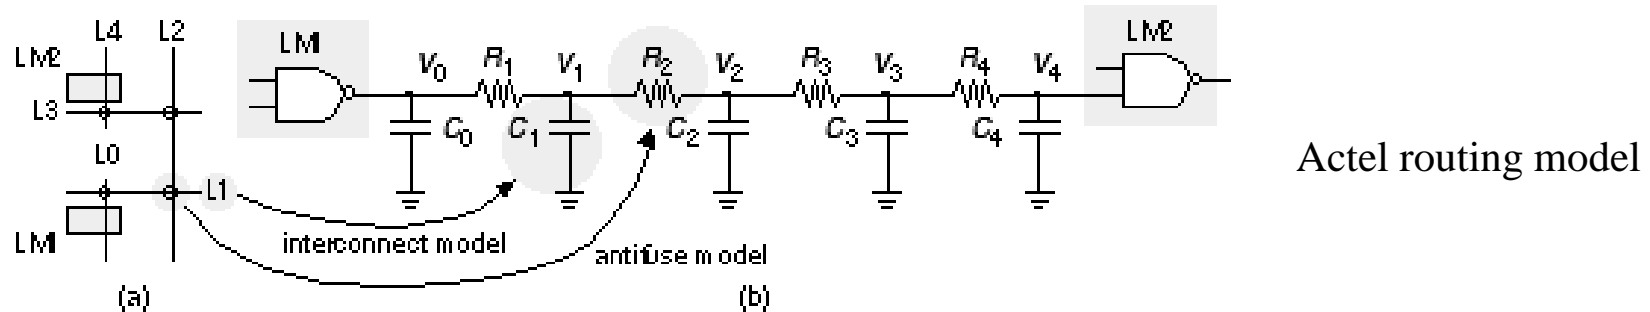 L4 L2
LM2
L3
L0
L1
LM1
(a)
LM1
V0 R1 V1 R2 V2 R3 V3 R4 V4
LM2
C0 C1 C2 C3 C4
interconnect model
antifuse model
(b)
Actel routing model